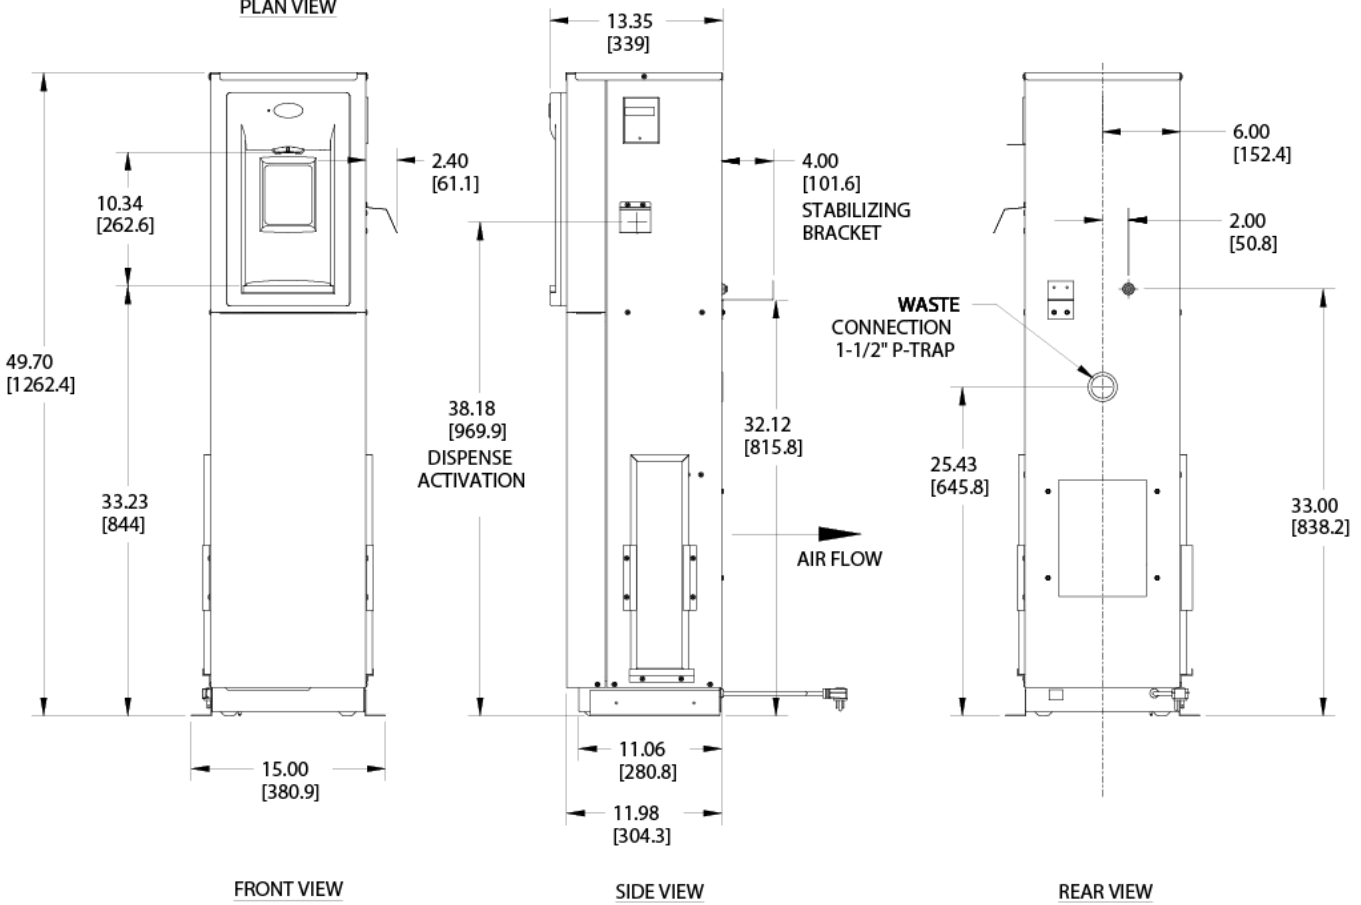 PLAN VIEW
13.35
[339]
6.00
[152.4]
2.40
[61.1]
4.00
[101.6]
STABILIZING
BRACKET
10.34
[262.6]
2.00
[50.8]
WASTE
CONNECTION
1-1/2" P-TRAP
49.70
[1262.4]
38.18
[969.9]
DISPENSE
ACTIVATION
32.12
[815.8]
25.43
[645.8]
33.23
[844]
33.00
[838.2]
AIR FLOW
11.06
[280.8]
15.00
[380.9]
11.98
[304.3]
FRONT VIEW
SIDE VIEW
REAR VIEW